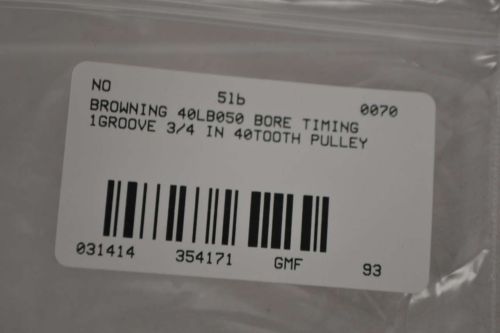 NO 51b 0070
BROWNING 40LB050 BORE TIMING
1GROOVE 3/4 IN 40TOOTH PULLEY
031414 354171 GMF 93